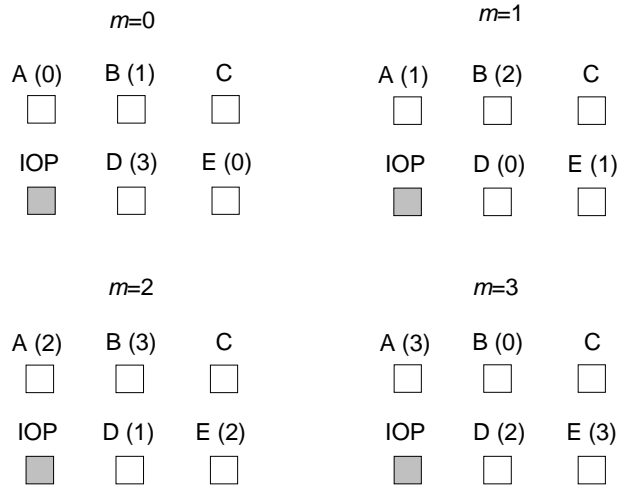 m=0
A (0) B (1) C
IOP D (3) E (0)
m=1
A (1) B (2) C
IOP D (0) E (1)
m=2
A (2) B (3) C
IOP D (1) E (2)
m=3
A (3) B (0) C
IOP D (2) E (3)